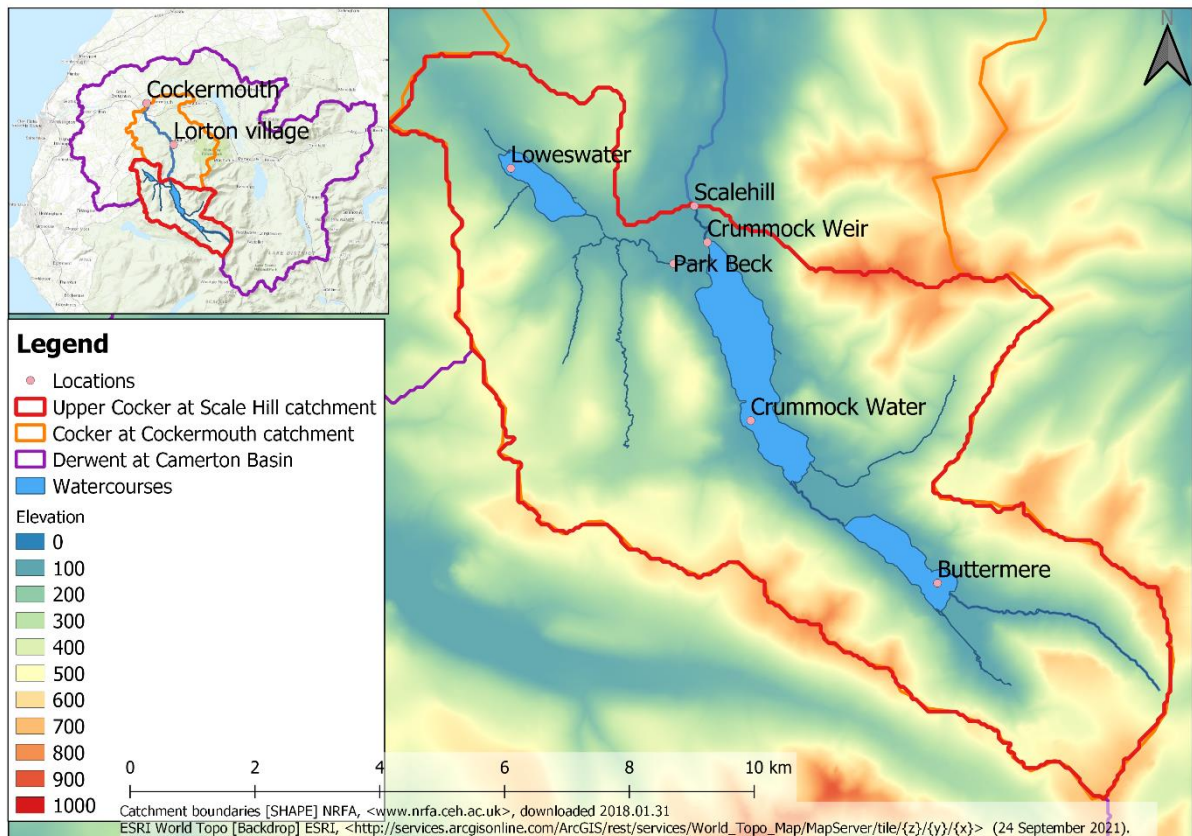 Cockermouth
Lorton village
N
Loweswater
Scalehill
Crummock Weir
Park Beck
Crummock Water
Buttermere
Legend
Locations
Upper Cocker at Scale Hill catchment
Cocker at Cockermouth catchment
Derwent at Camerton Basin
Watercourses
Elevation
0
100
200
300
400
500
600
700
800
900
1000
0 2 4 6 8 10 km
Catchment boundaries [SHAPE] NRFA, <www.nrfa.ceh.ac.uk>, downloaded 2018.01.31
ESRI World Topo [Backdrop] ESRI, <http://services.arcgisonline.com/ArcGIS/rest/services/World_Topo_Map/MapServer/tile/{z}/{y}/{x}> (24 September 2021).